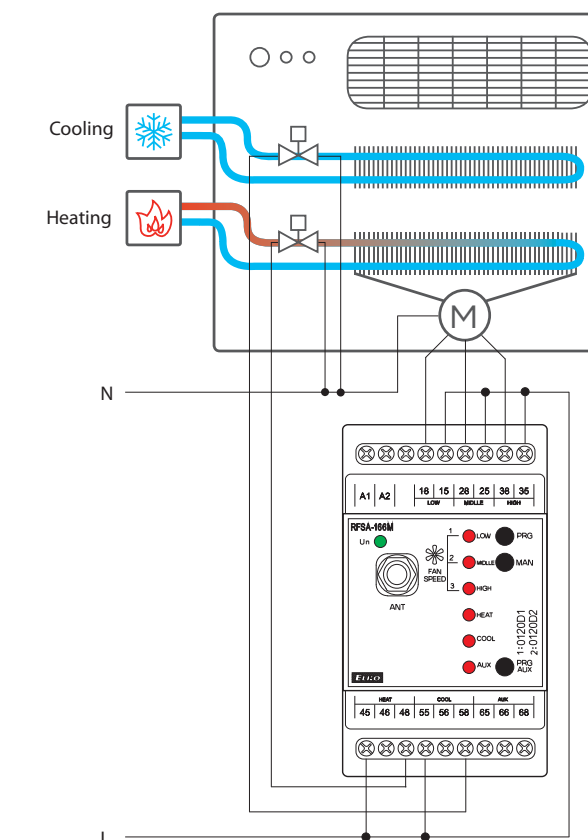 Cooling
Heating
M
N
A1 A2 18 15 28 25 38 35
LOW MIDLLE HIGH
RFSA-166M
Un
1 LOW PRG
2 MIDLLE MAN
FAN
SPEED
3 HIGH
ANT
HEAT
COOL
AUX PRG
AUX
1:0120D1
2:0120D2
ELKO
HEAT COOL AUX
45 46 48 55 56 58 65 66 68
L